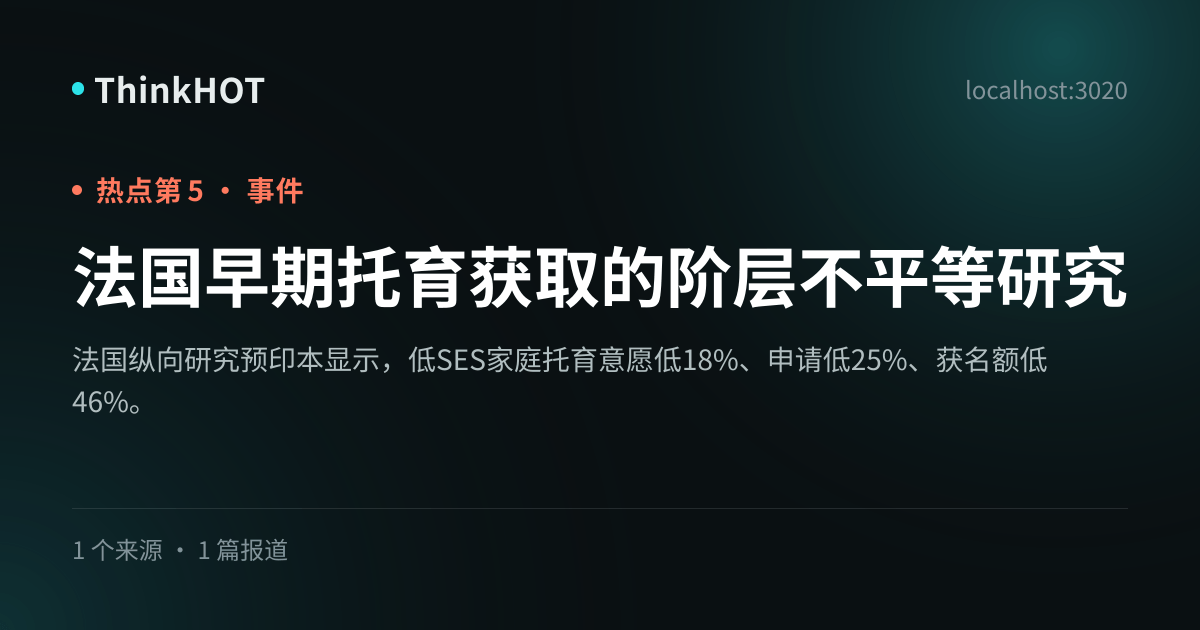 ThinkHOT
localhost:3020
热点第 5 · 事件
法国早期托育获取的阶层不平等研究
法国纵向研究预印本显示，低SES家庭托育意愿低18%、申请低25%、获名额低
46%。
1 个来源 · 1 篇报道